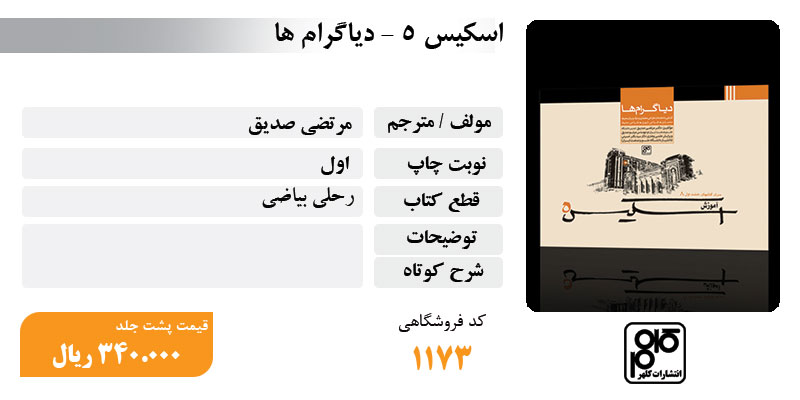 اسکیس ۵ - دیاگرام ها
مولف / مترجم
مرتضی صدیق
نوبت چاپ
اول
قطع کتاب
رحلی بیاضی
توضیحات
شرح کوتاه
کد فروشگاهی
۱۱۷۳
قیمت پشت جلد
۳۴۰.۰۰۰ ریال
دیاگرام‌ها
آموزش
اسکیس
۵
انتشارات کلهر